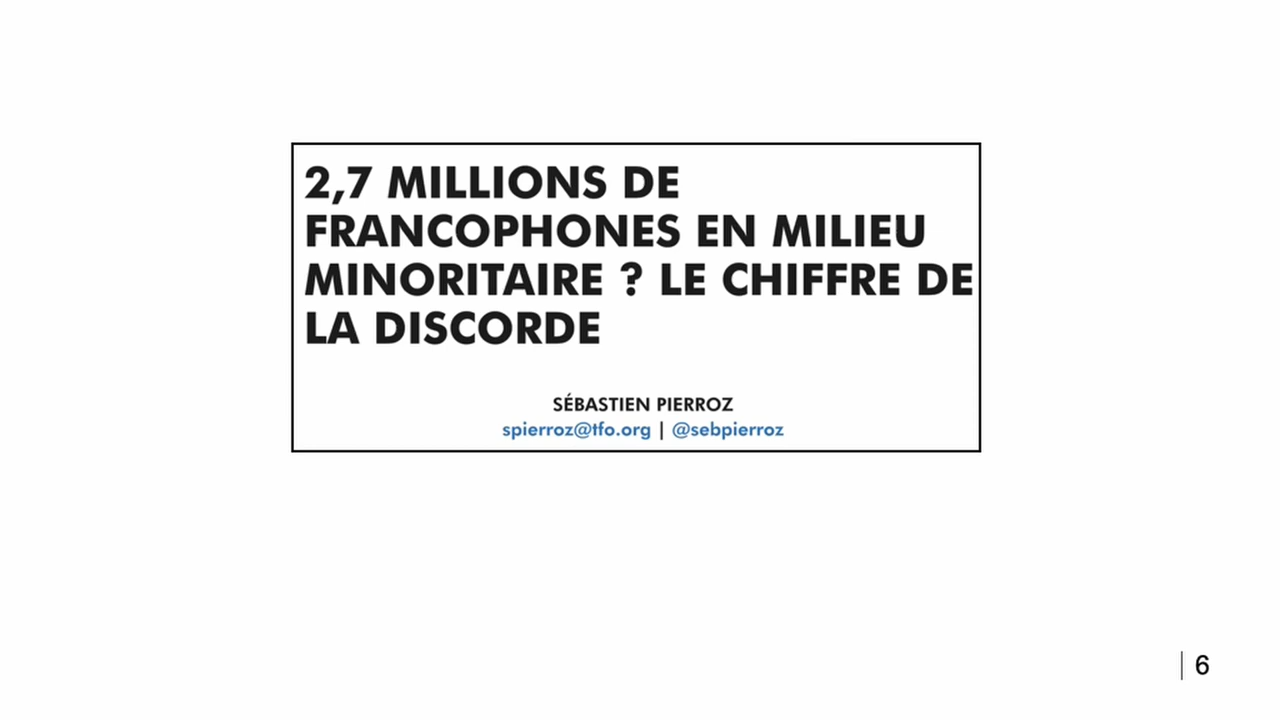 2,7 MILLIONS DE
FRANCOPHONES EN MILIEU
MINORITAIRE ? LE CHIFFRE DE
LA DISCORDE
SÉBASTIEN PIERROZ
spierroz@tfo.org | @sebpierroz
6